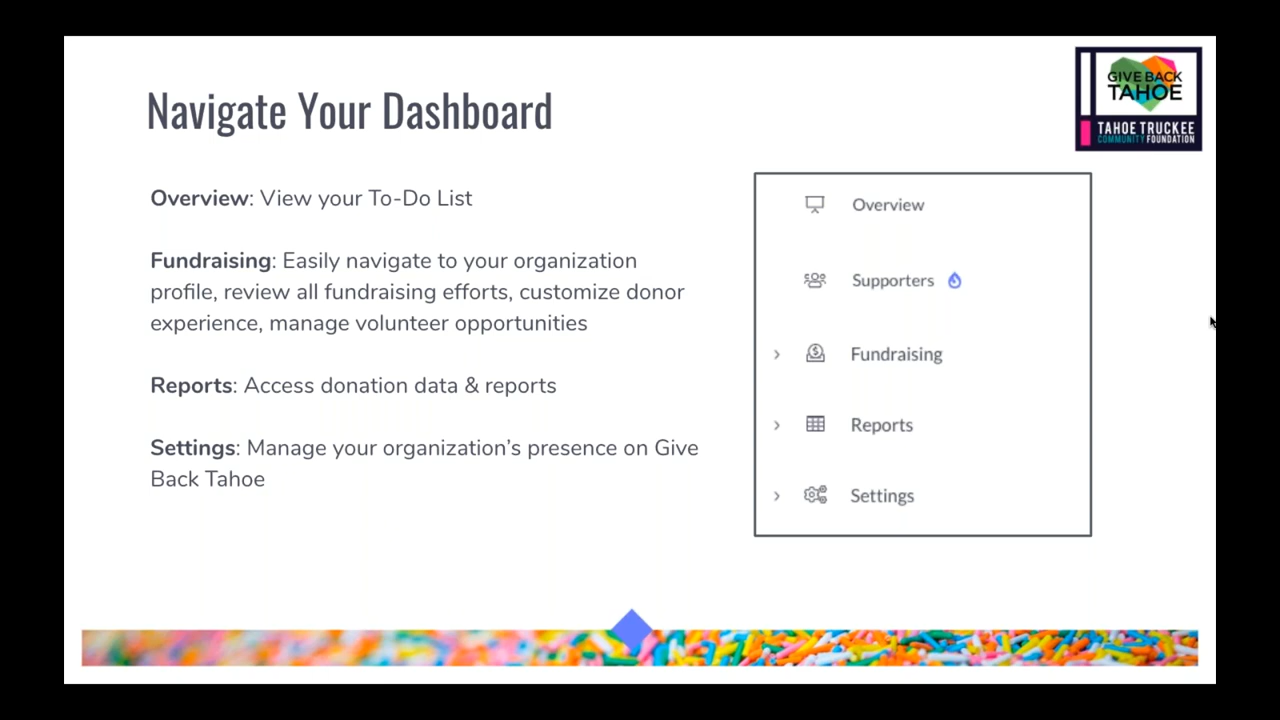 Navigate Your Dashboard
GIVE BACK
TAHOE
TAHOE TRUCKEE
COMMUNITY FOUNDATION
Overview: View your To-Do List
Fundraising: Easily navigate to your organization
profile, review all fundraising efforts, customize donor
experience, manage volunteer opportunities
Reports: Access donation data & reports
Settings: Manage your organization's presence on Give
Back Tahoe
Overview
Supporters
Fundraising
Reports
Settings